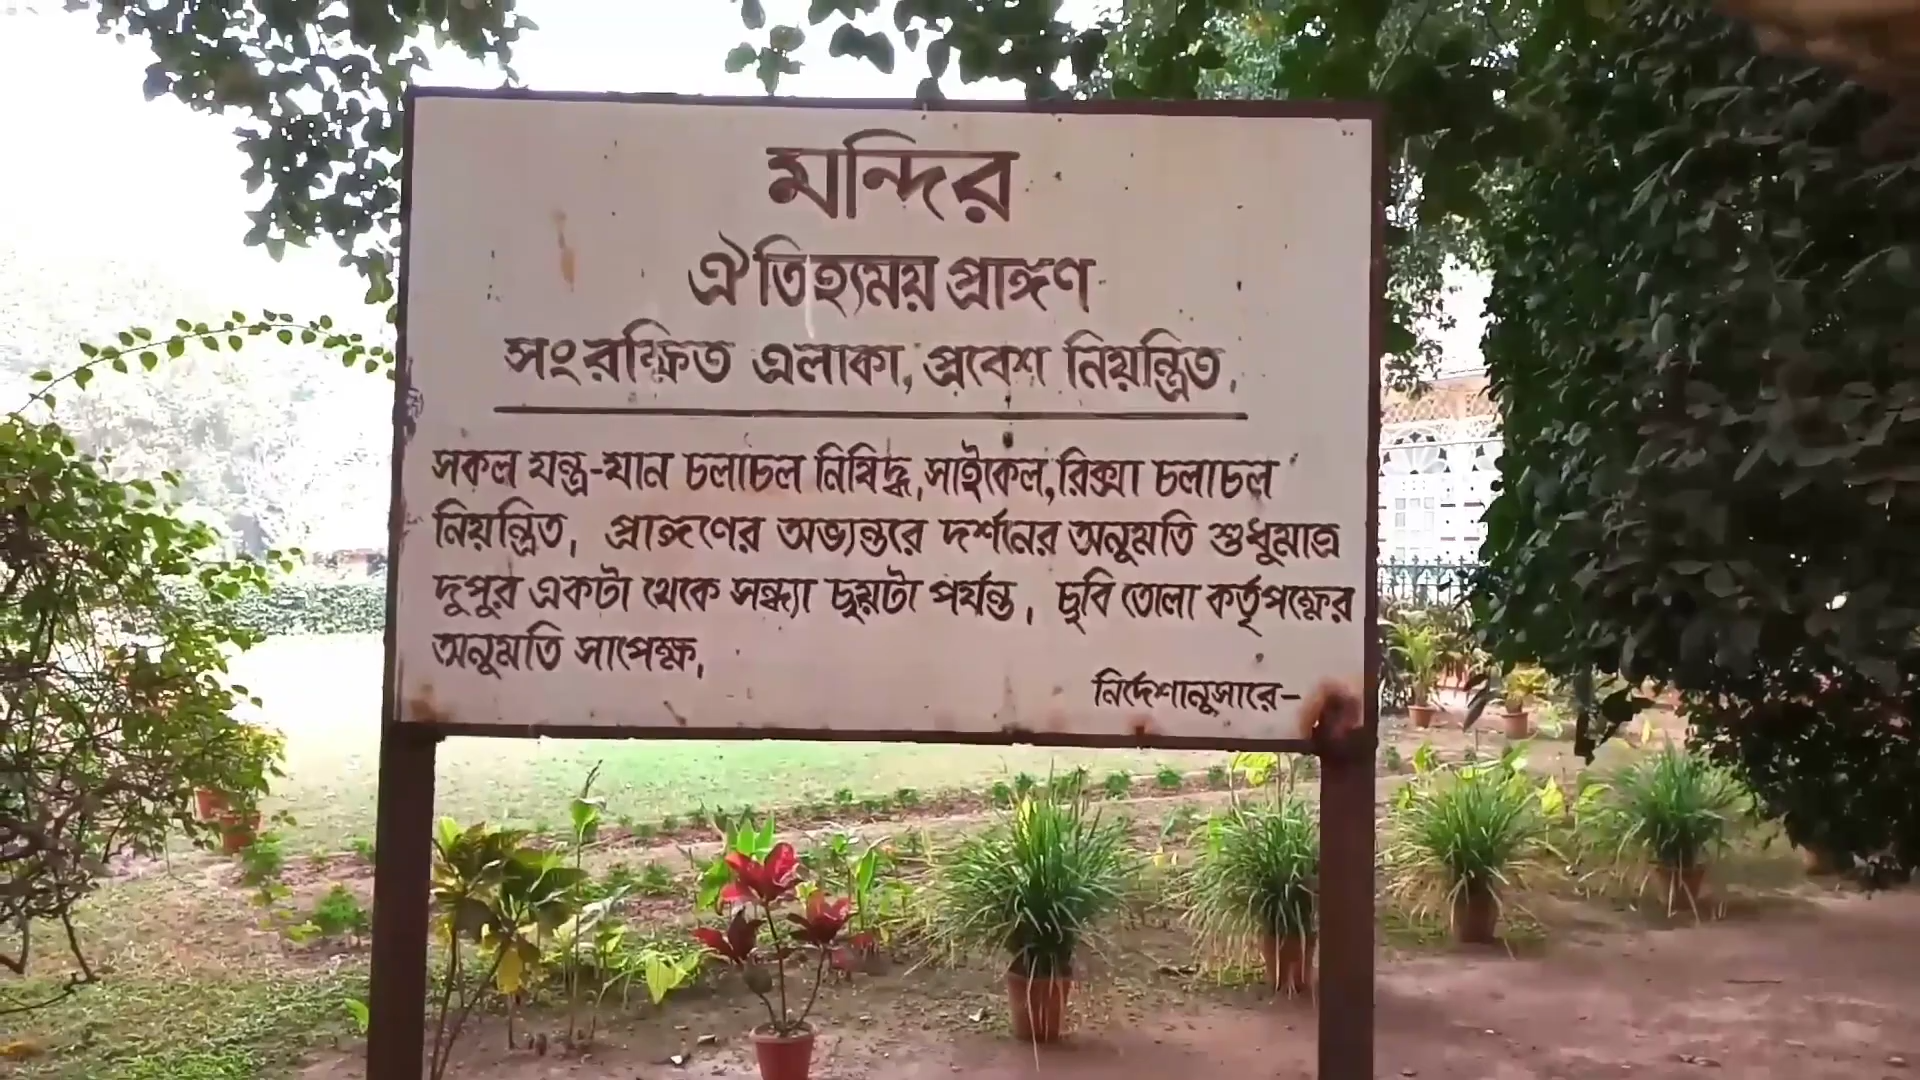 মন্দির
ঐতিহ্যময় প্রাঙ্গণ
সংরক্ষিত এলাকা, প্রবেশ নিয়ন্ত্রিত,
সকল যন্ত্র-যান চলাচল নিষিদ্ধ, সাইকেল, রিক্সা চলাচল
নিয়ন্ত্রিত, প্রাঙ্গণের অভ্যন্তরে দর্শনের অনুমতি শুধুমাত্র
দুপুর একটা থেকে সন্ধ্যা ছয়টা পর্যন্ত, ছবি তোলা কর্তৃপক্ষের
অনুমতি সাপেক্ষ,
নির্দেশানুসারে-